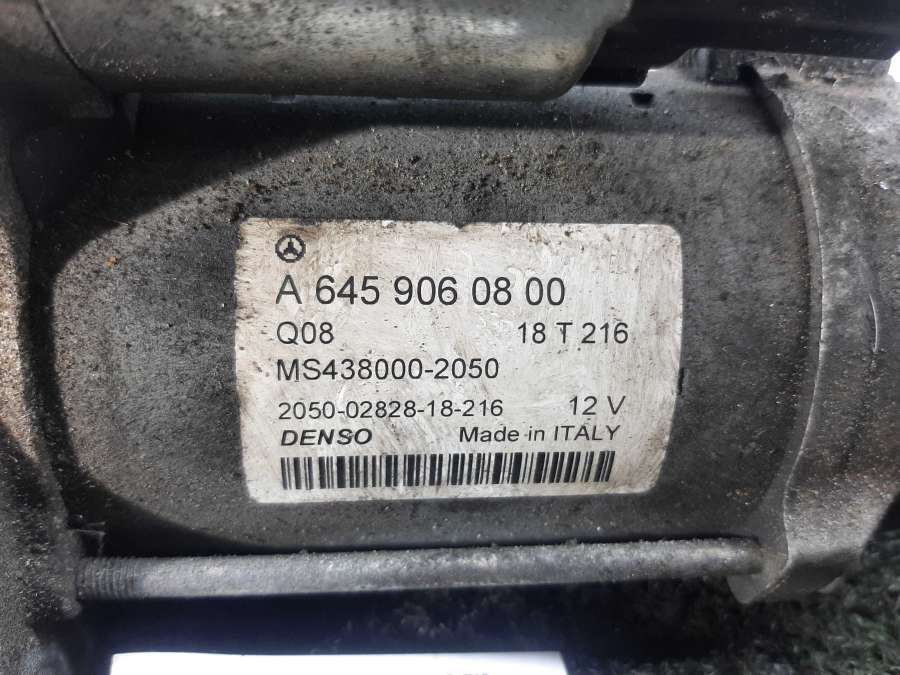 A 645 906 08 00
Q08 18 T 216
MS438000-2050
2050-02828-18-216 12 V
DENSO Made in ITALY